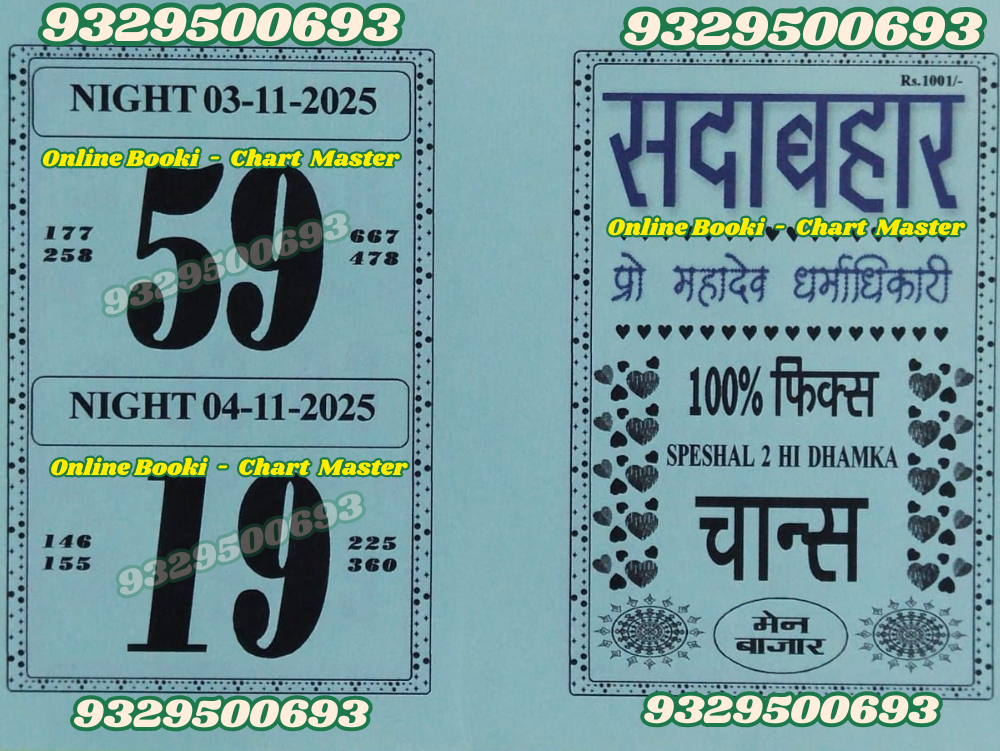 9329500693
NIGHT 03-11-2025
Online Booki - Chart Master
59
177
258
667
478
9329500693
NIGHT 04-11-2025
Online Booki - Chart Master
19
146
155
225
360
9329500693
9329500693
9329500693
Rs.1001/-
सदाबहार
Online Booki - Chart Master
प्रो महादेव धर्माधिकारी
100% फिक्स
SPESHAL 2 HI DHAMKA
चान्स
मेन
बाजार
9329500693